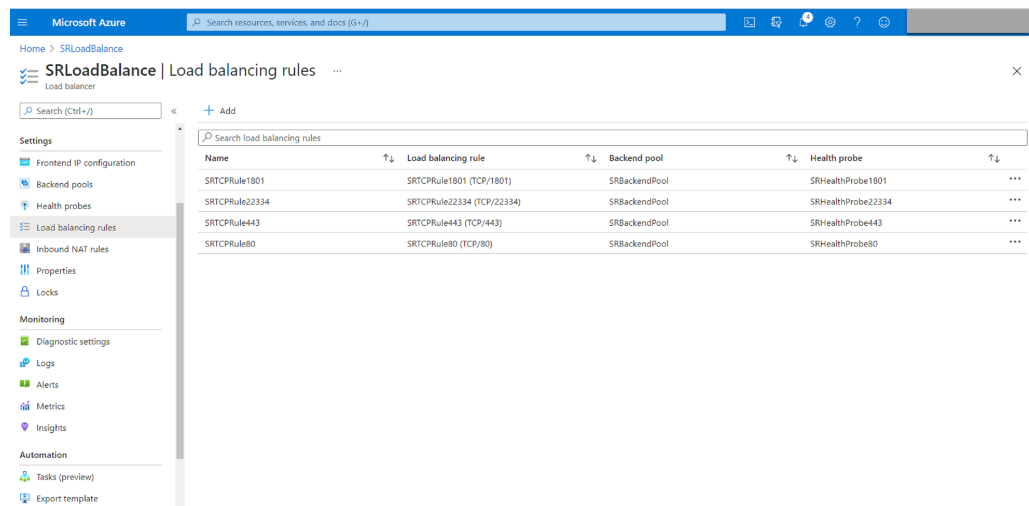 Microsoft Azure
Search resources, services, and docs (G+/)
4
Home > SRLoadBalance
SRLoadBalance | Load balancing rules ...
Load balancer
Search (Ctrl+/)
«
+ Add
Settings
Frontend IP configuration
Backend pools
Health probes
Load balancing rules
Inbound NAT rules
Properties
Locks
Monitoring
Diagnostic settings
Logs
Alerts
Metrics
Insights
Automation
Tasks (preview)
Export template
Search load balancing rules
Name Load balancing rule Backend pool Health probe
SRTCPRule1801 SRTCPRule1801 (TCP/1801) SRBackendPool SRHealthProbe1801
SRTCPRule22334 SRTCPRule22334 (TCP/22334) SRBackendPool SRHealthProbe22334
SRTCPRule443 SRTCPRule443 (TCP/443) SRBackendPool SRHealthProbe443
SRTCPRule80 SRTCPRule80 (TCP/80) SRBackendPool SRHealthProbe80